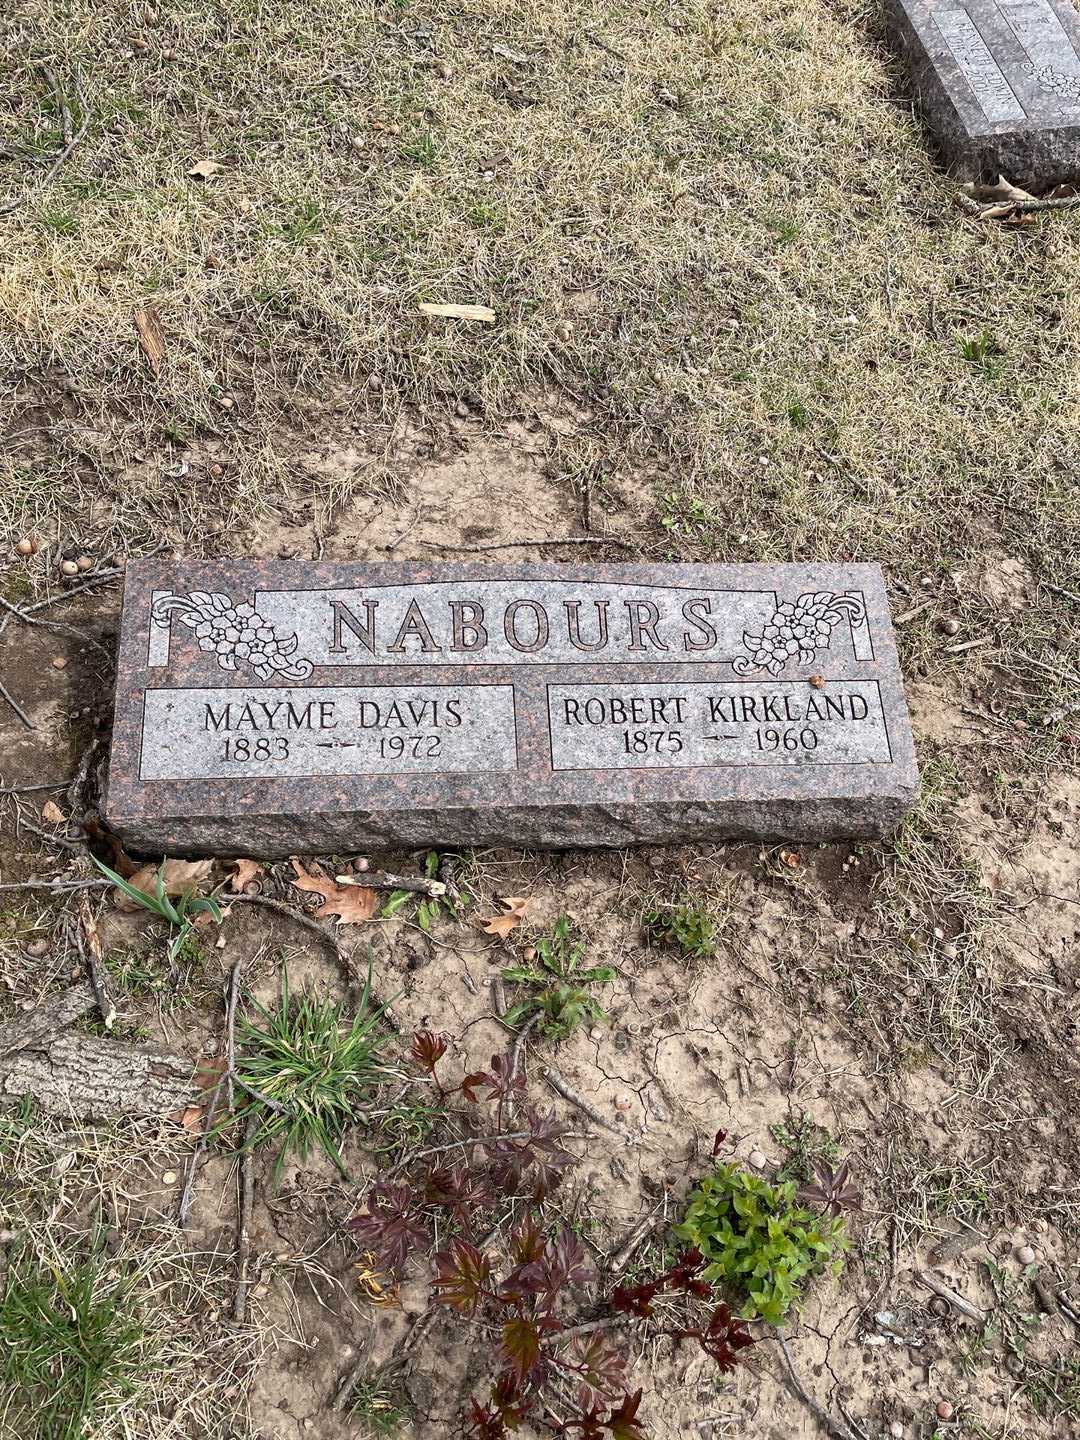 NABOURS
MAYME DAVIS
1883 – 1972
ROBERT KIRKLAND
1875 – 1960